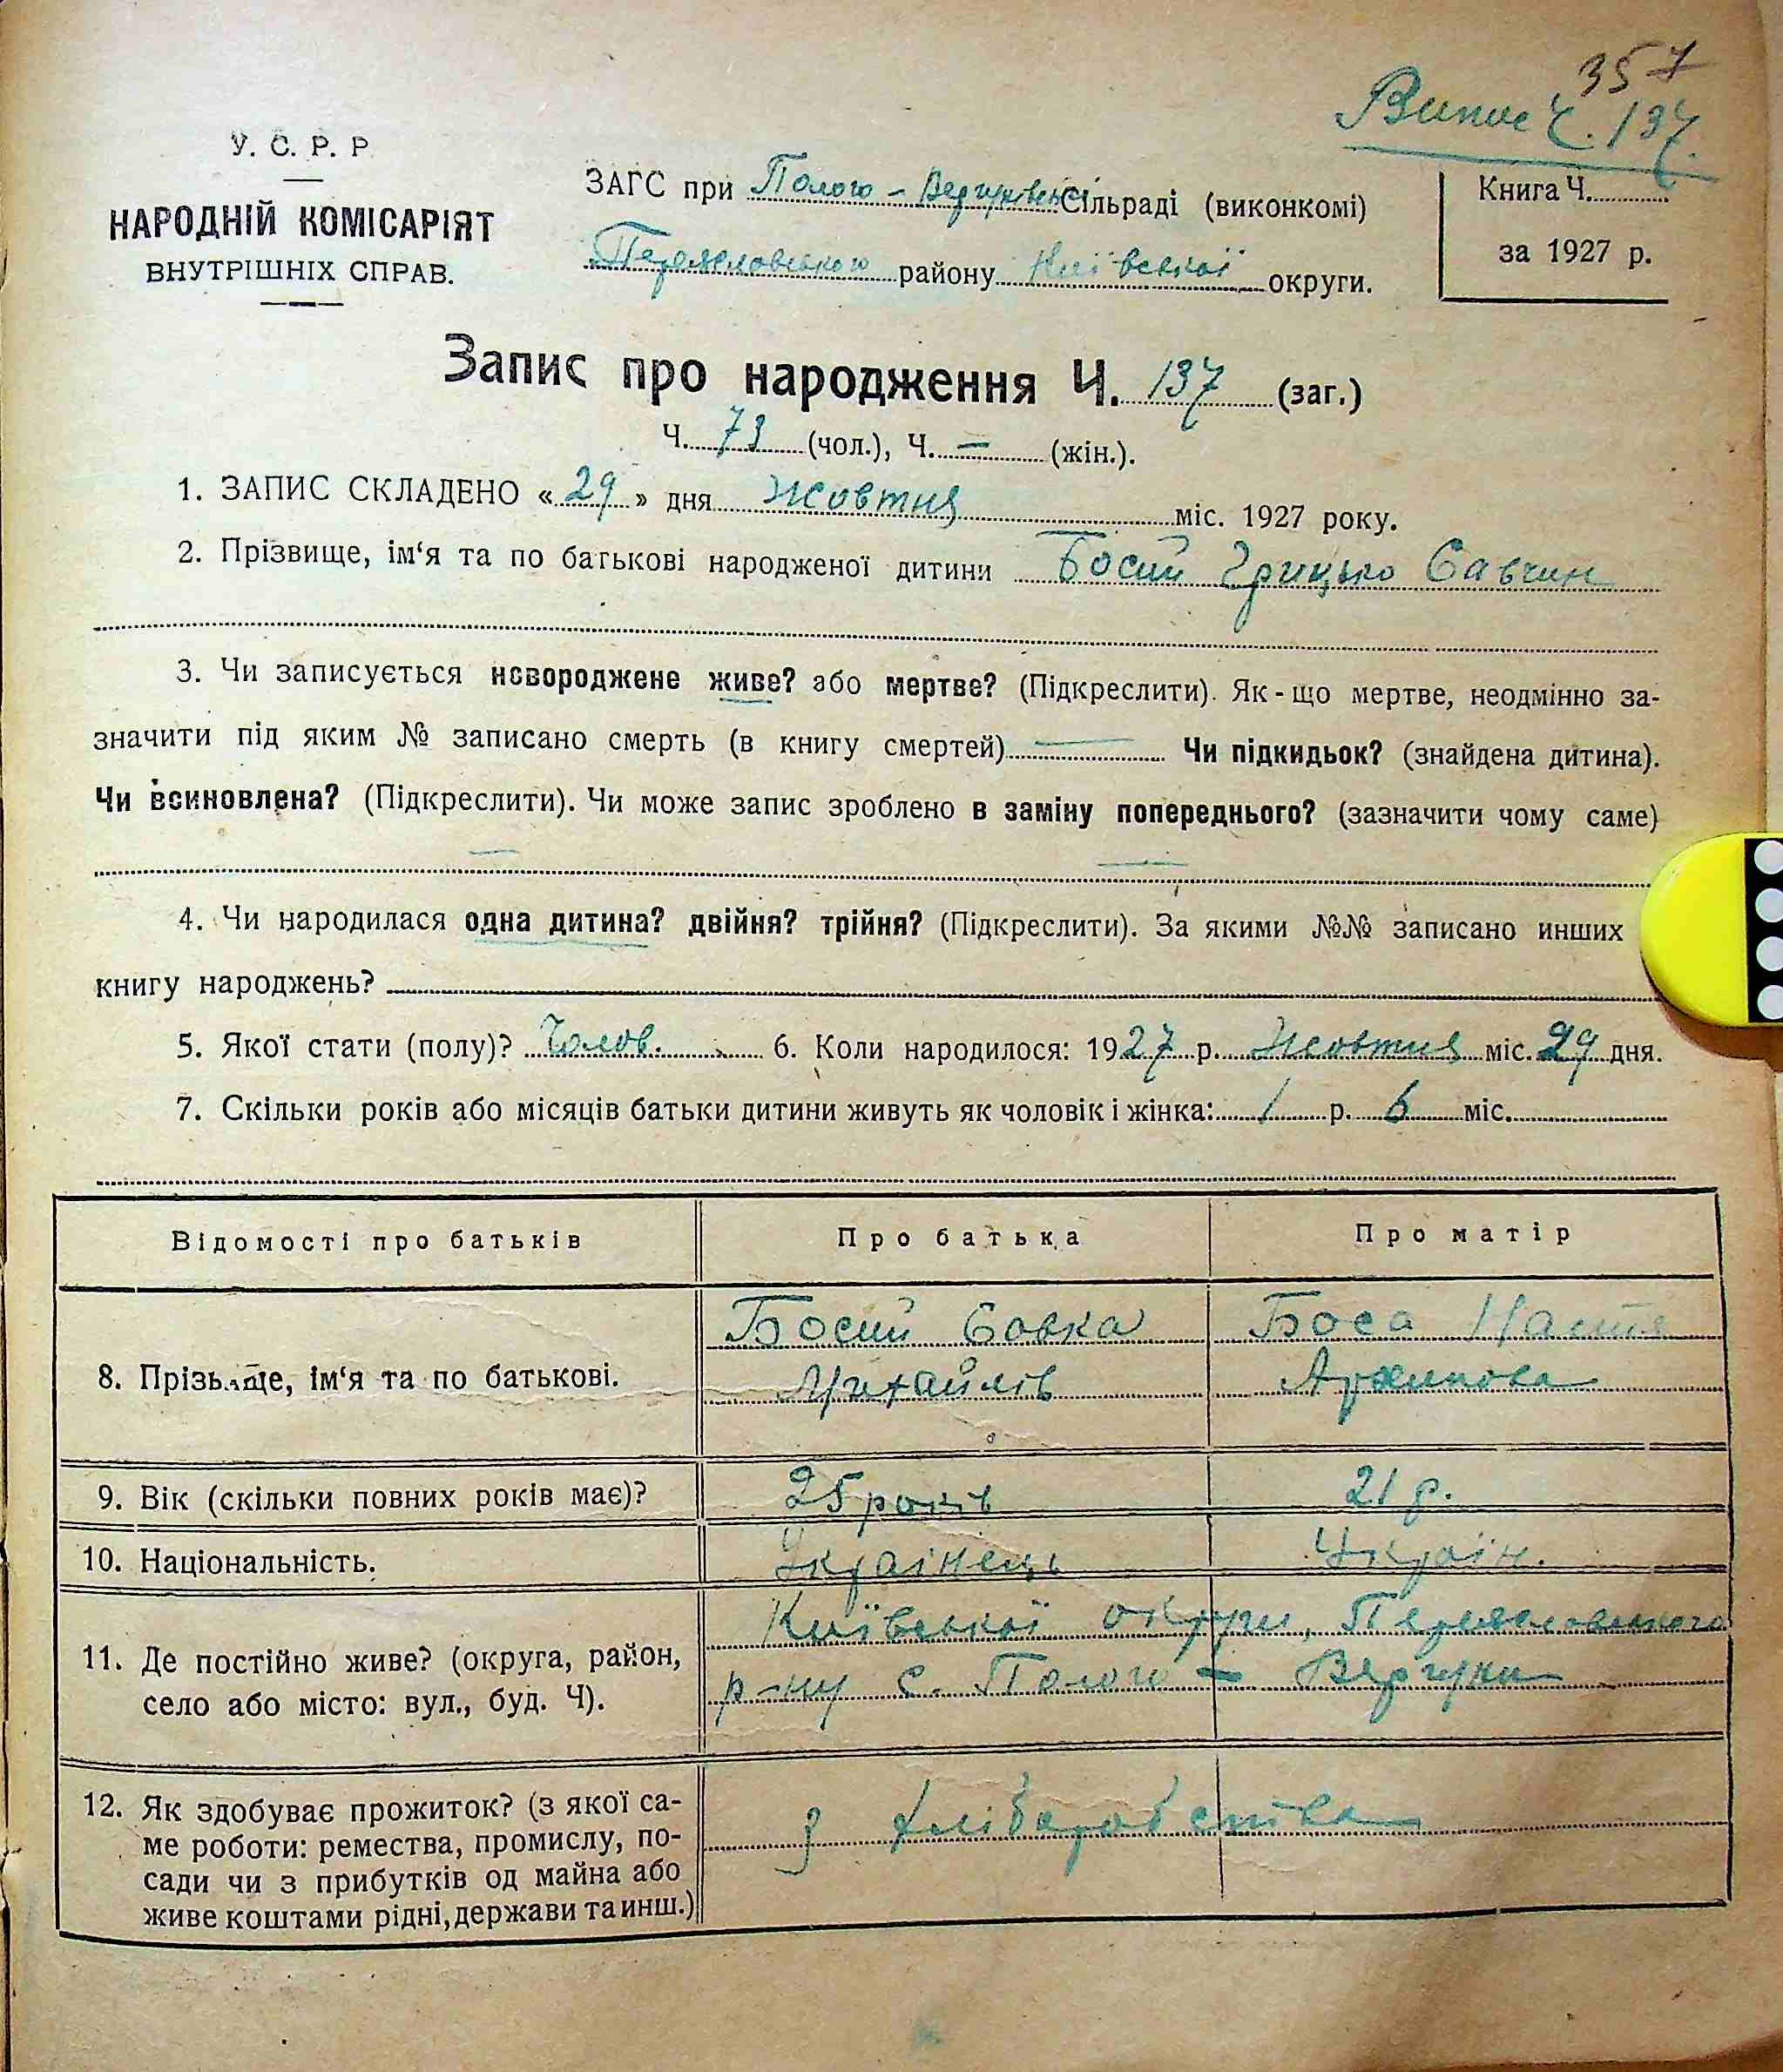 357
Випис Ч. 137.
У. С. Р. Р
НАРОДНІЙ КОМІСАРІЯТ
ВНУТРІШНІХ СПРАВ.
ЗАГС при Полого-Вергунівській Сільраді (виконкомі)
Переяславського району Київської округи.
Книга Ч.
за 1927 р.
Запис про народження Ч. 137 (заг.)
Ч. 73 (чол.), Ч. — (жін.).
1. ЗАПИС СКЛАДЕНО « 29 » дня Жовтня міс. 1927 року.
2. Прізвище, ім‘я та по батькові народженої дитини Босий Грицько Савчин
3. Чи записується новороджене живе? або мертве? (Підкреслити). Як-що мертве, неодмінно за-
значити під яким № записано смерть (в книгу смертей) — Чи підкидьок? (знайдена дитина).
Чи всиновлена? (Підкреслити). Чи може запис зроблено в заміну попереднього? (зазначити чому саме)
— —
4. Чи народилася одна дитина? двійня? трійня? (Підкреслити). За якими №№ записано инших
книгу народжень?
5. Якої стати (полу)? Чолов. 6. Коли народилося: 1927 р. Жовтня міс. 29 дня.
7. Скільки років або місяців батьки дитини живуть як чоловік і жінка: 1 р. 6 міс.
Відомості про батьків Про батька Про матір
8. Прізвище, ім‘я та по батькові. Босий Совка Боса Настя
Михайлів Архипова
9. Вік (скільки повних років має)? 25 років 21 р.
10. Національність. Українець Україн.
11. Де постійно живе? (округа, район, Київської округи, Переяславського
село або місто: вул., буд. Ч). р-ну с. Полого - Вергуни
12. Як здобуває прожиток? (з якої са- з хліборобства
ме роботи: ремества, промислу, по-
сади чи з прибутків од майна або
живе коштами рідні, держави та инш.)